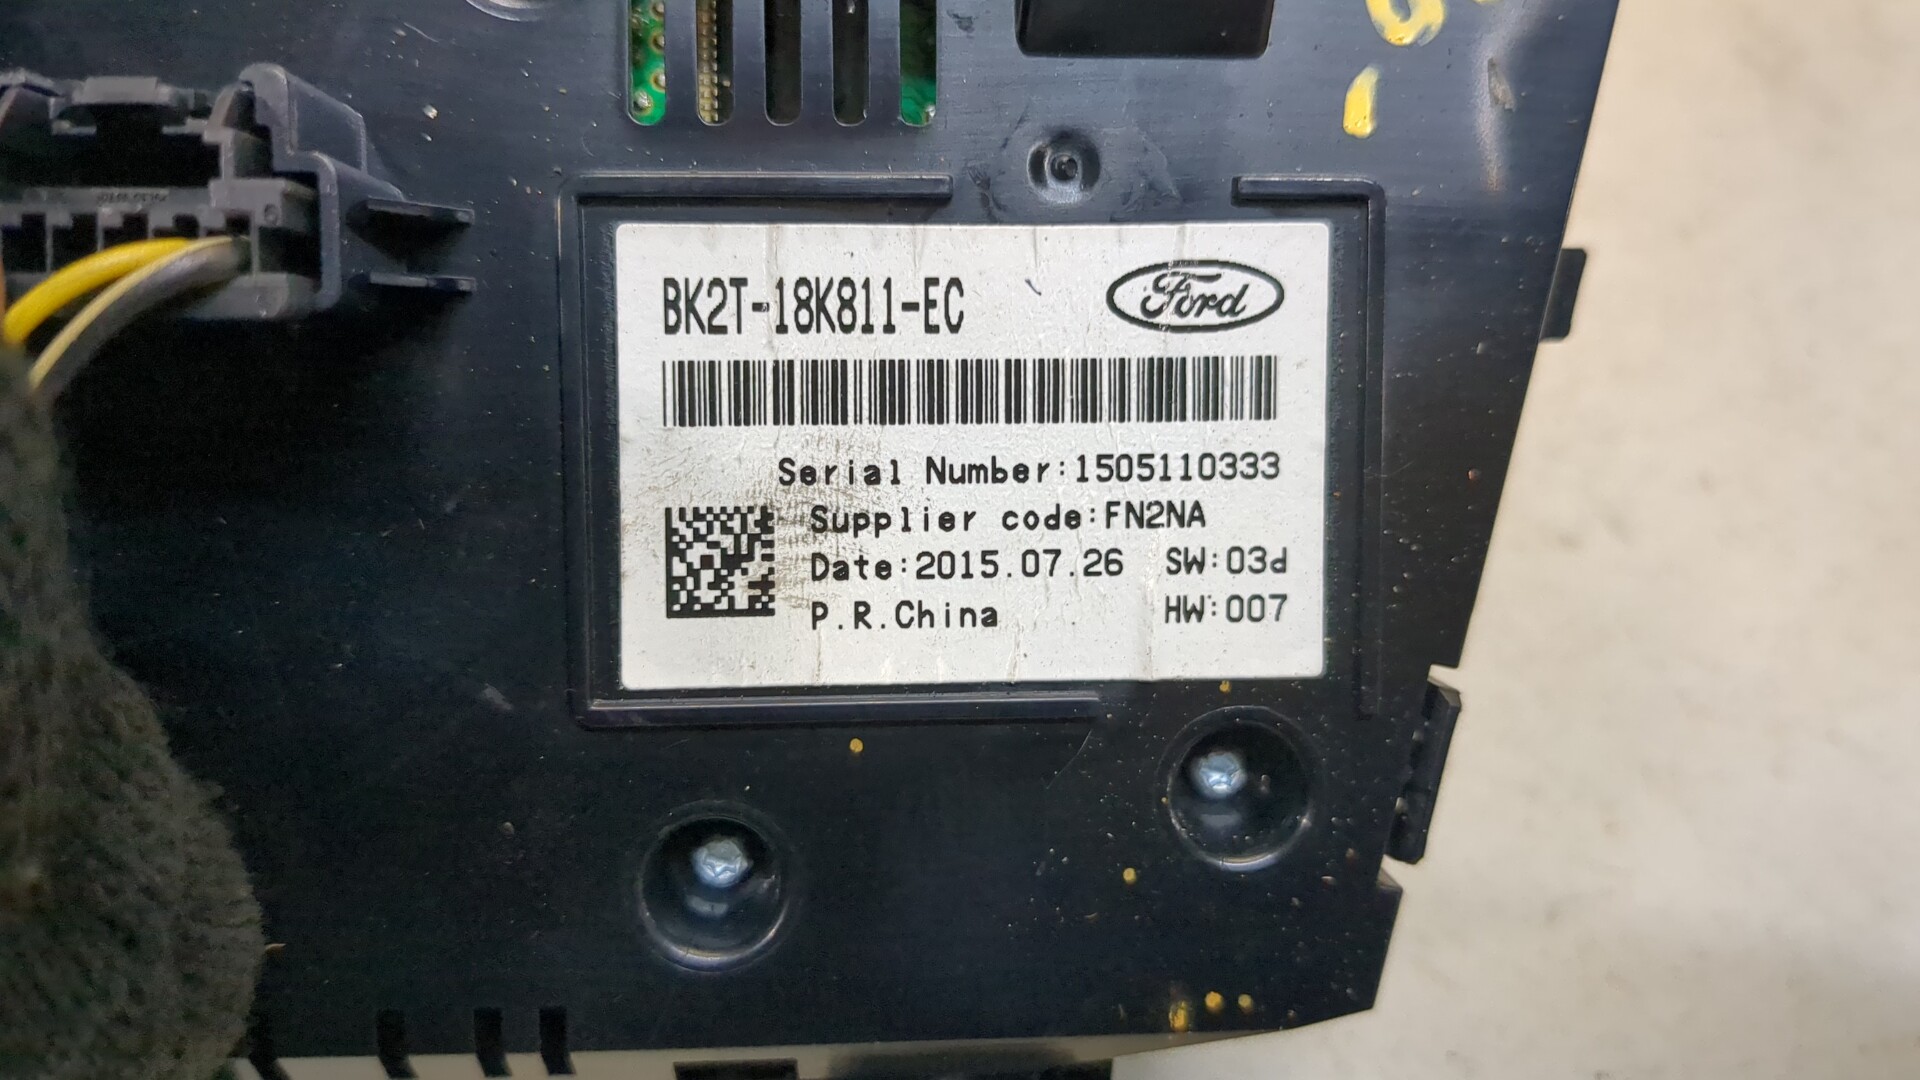 BK2T-18K811-EC
Ford
Serial Number:1505110333
Supplier code:FN2NA
Date:2015.07.26 SW:03d
P.R.China HW:007